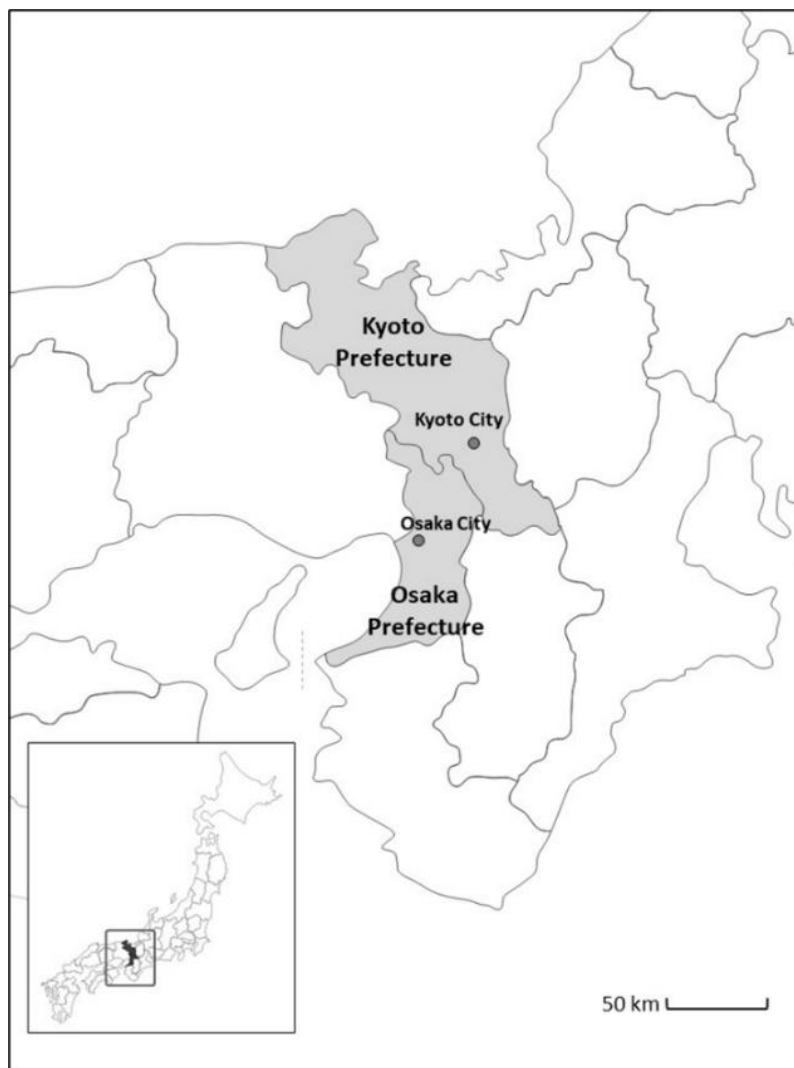 Kyoto
Prefecture
Kyoto City
Osaka City
Osaka
Prefecture
50 km